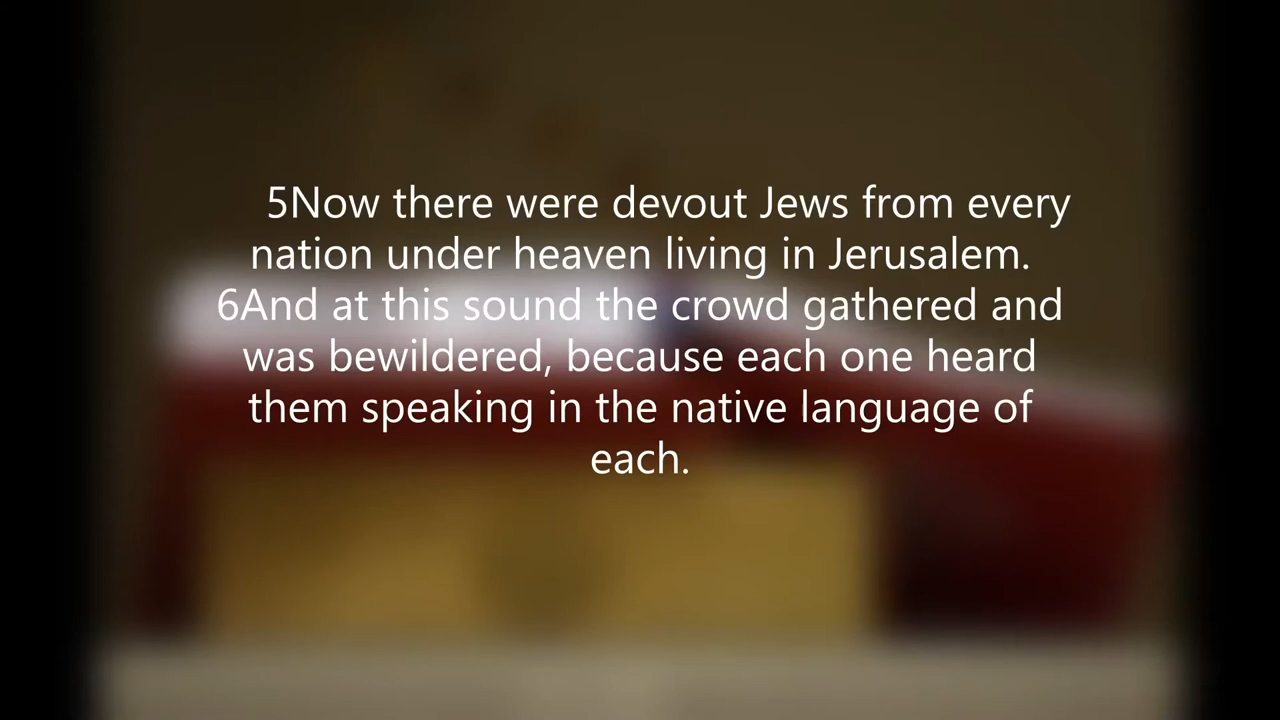 5Now there were devout Jews from every
nation under heaven living in Jerusalem.
6And at this sound the crowd gathered and
was bewildered, because each one heard
them speaking in the native language of
each.